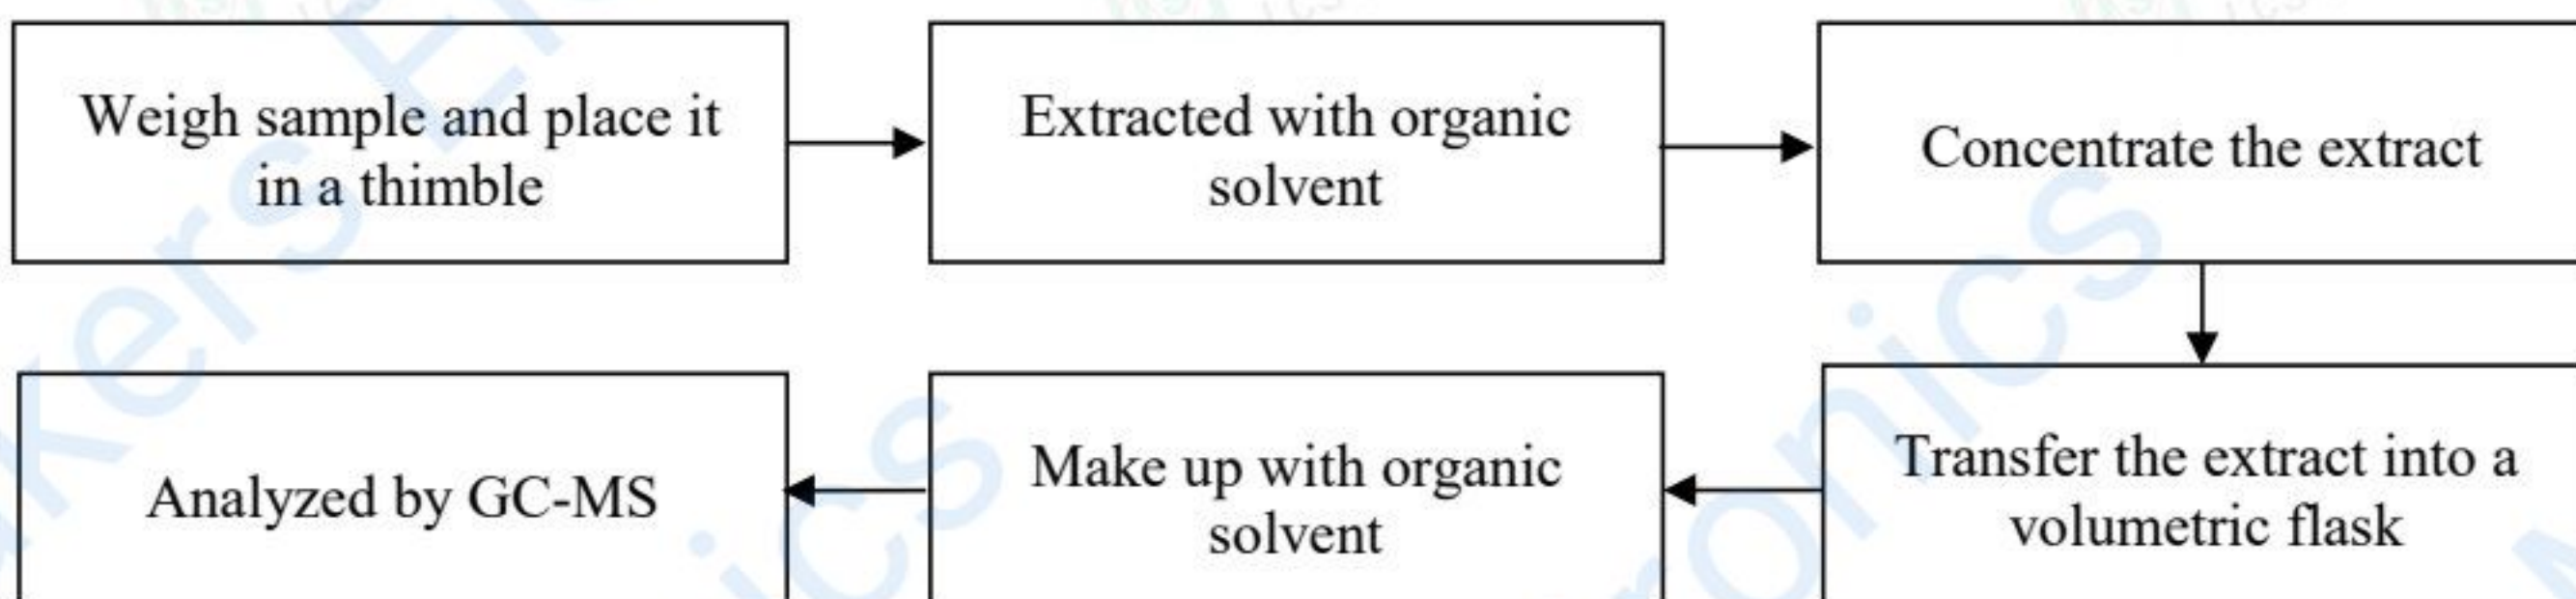 Weigh sample and place it
in a thimble
Extracted with organic
solvent
Concentrate the extract
Transfer the extract into a
volumetric flask
Make up with organic
solvent
Analyzed by GC-MS